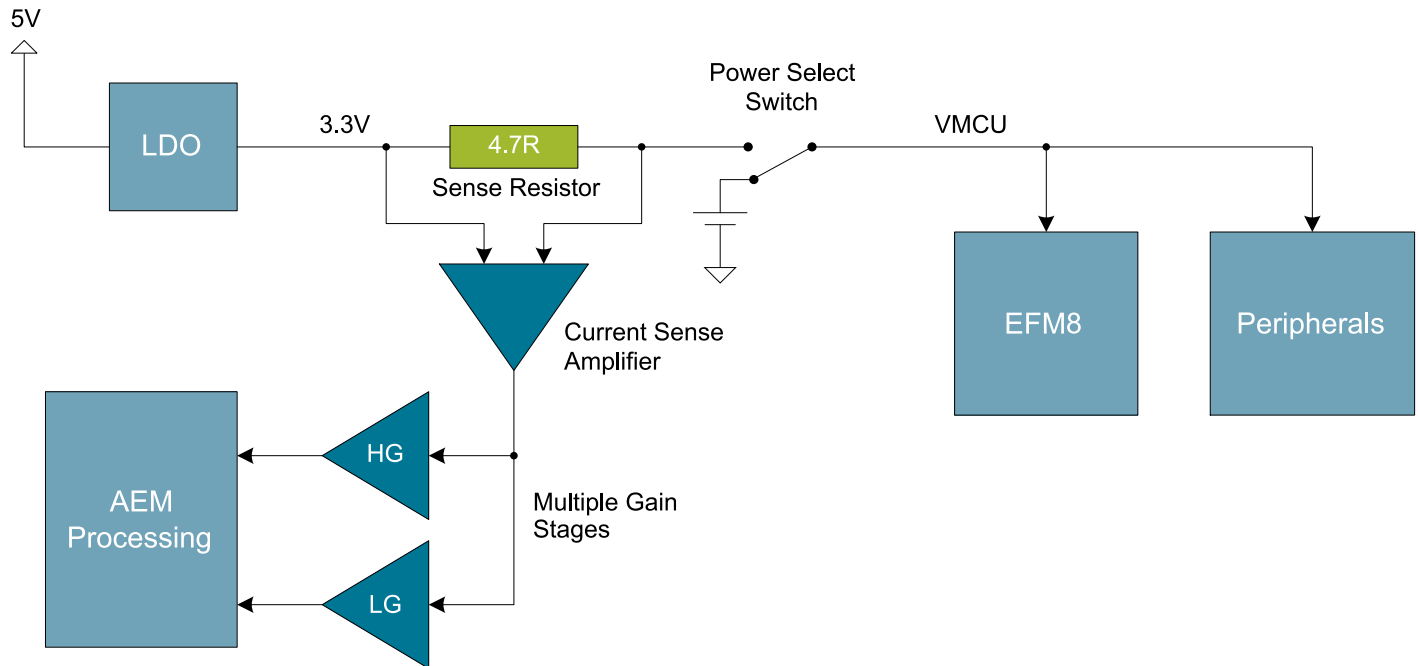 5V
LDO
3.3V
4.7R
Sense Resistor
Power Select
Switch
VMCU
EFM8
Peripherals
Current Sense
Amplifier
HG
AEM
Processing
Multiple Gain
Stages
LG